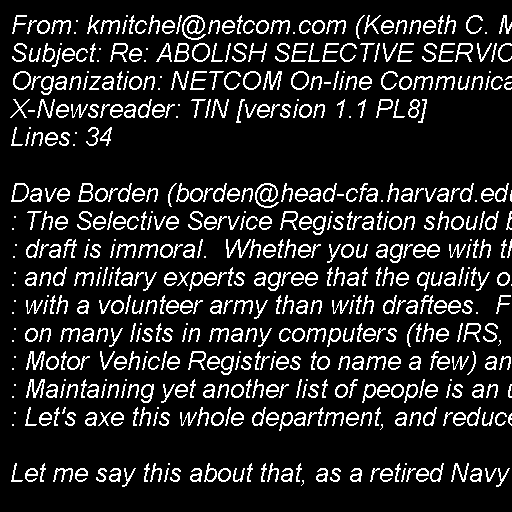 From: kmitchel@netcom.com (Kenneth C. M
Subject: Re: ABOLISH SELECTIVE SERVIC
Organization: NETCOM On-line Communica
X-Newsreader: TIN [version 1.1 PL8]
Lines: 34
Dave Borden (borden@head-cfa.harvard.edu
: The Selective Service Registration should b
: draft is immoral.  Whether you agree with th
: and military experts agree that the quality o
: with a volunteer army than with draftees.  F
: on many lists in many computers (the IRS,
: Motor Vehicle Registries to name a few) an
: Maintaining yet another list of people is an u
: Let's axe this whole department, and reduce
Let me say this about that, as a retired Navy